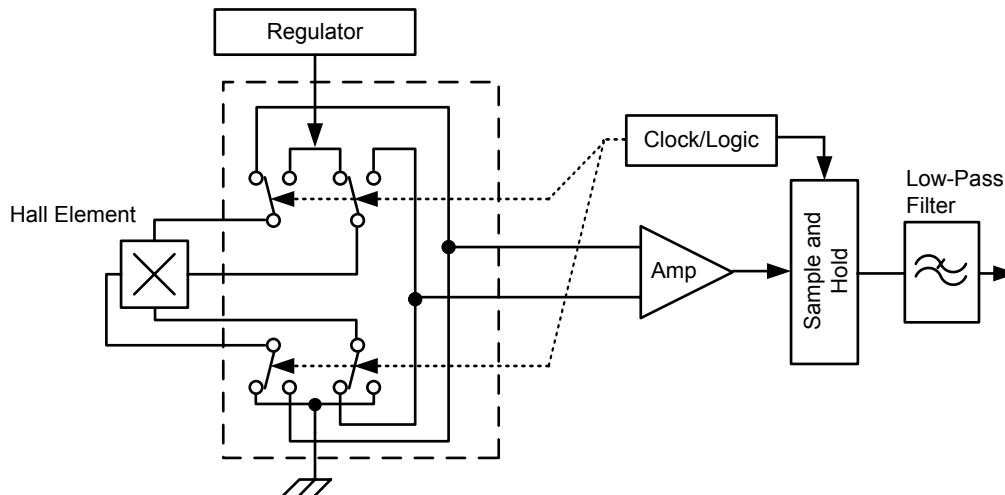 Regulator
Clock/Logic
Low-Pass
Filter
Hall Element
Amp
Sample and
Hold